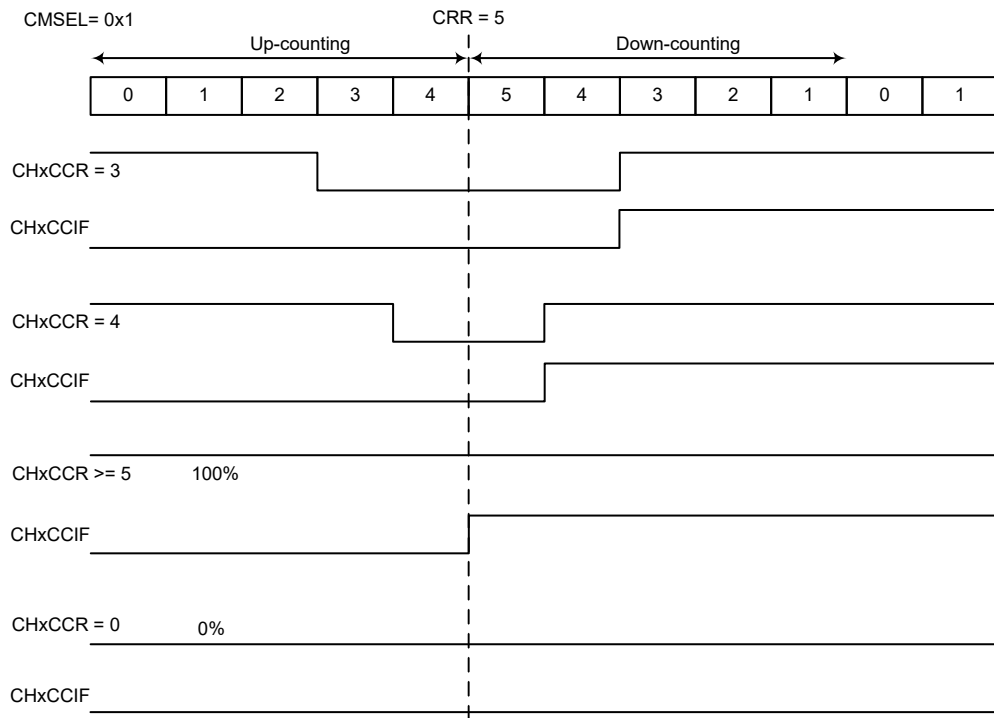 CMSEL= 0x1
CRR = 5
Up-counting
Down-counting
0 1 2 3 4 5 4 3 2 1 0 1
CHxCCR = 3
CHxCCIF
CHxCCR = 4
CHxCCIF
CHxCCR >= 5 100%
CHxCCIF
CHxCCR = 0 0%
CHxCCIF